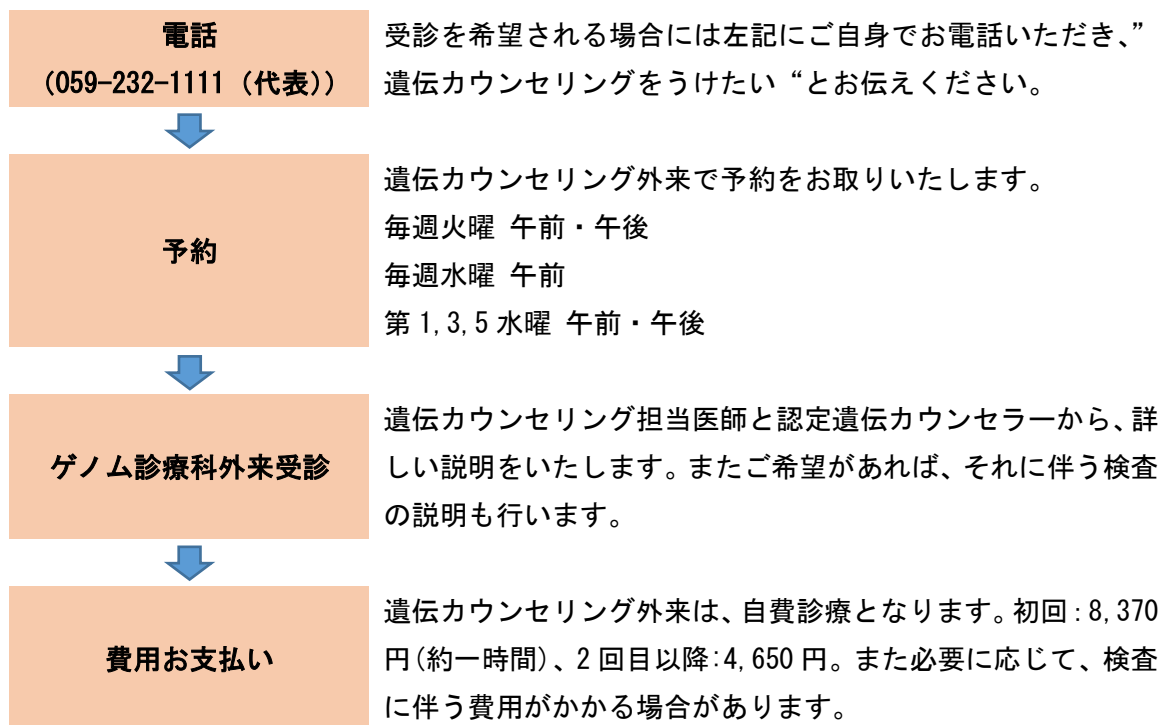 電話
(059-232-1111 (代表))
受診を希望される場合には左記にご自身でお電話いただき、”
遺伝カウンセリングをうけたい“とお伝えください。
予約
遺伝カウンセリング外来で予約をお取りいたします。
毎週火曜 午前・午後
毎週水曜 午前
第 1,3,5 水曜 午前・午後
ゲノム診療科外来受診
遺伝カウンセリング担当医師と認定遺伝カウンセラーから、詳
しい説明をいたします。またご希望があれば、それに伴う検査
の説明も行います。
費用お支払い
遺伝カウンセリング外来は、自費診療となります。初回:8,370
円(約一時間)、2 回目以降:4,650 円。また必要に応じて、検査
に伴う費用がかかる場合があります。